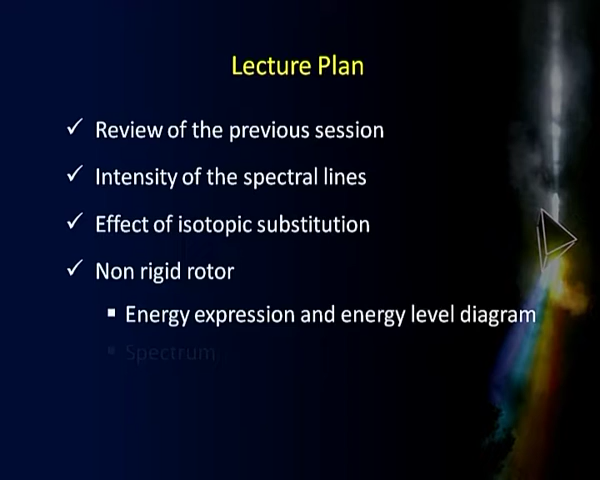 Lecture Plan
✓ Review of the previous session
✓ Intensity of the spectral lines
✓ Effect of isotopic substitution
✓ Non rigid rotor
▪ Energy expression and energy level diagram
▪ Spectrum